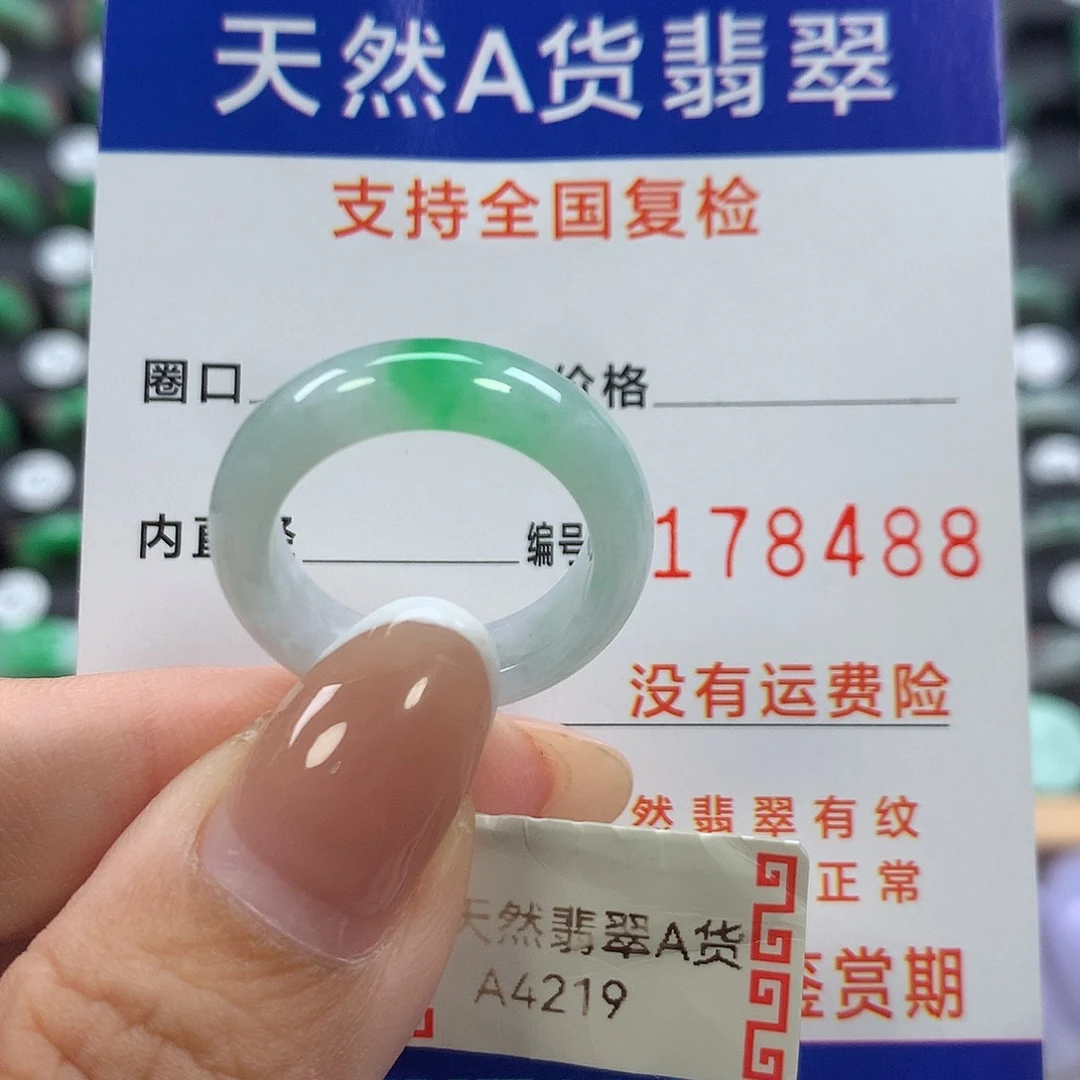 天然A货翡翠
支持全国复检
圈口 价格
内直径 编号 178488
没有运费险
然翡翠有纹
正常
鉴赏期
天然翡翠A货
A4219